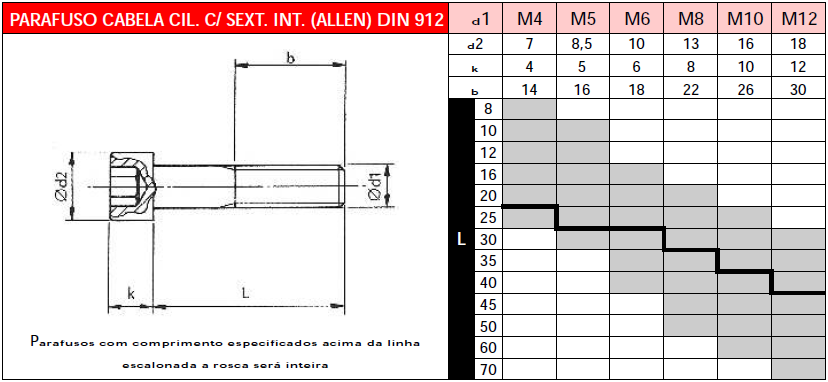 PARAFUSO CABELA CIL. C/ SEXT. INT. (ALLEN) DIN 912
d1 M4 M5 M6 M8 M10 M12
d2 7 8,5 10 13 16 18
k 4 5 6 8 10 12
b 14 16 18 22 26 30
b
Ød2
Ød1
k
L
Parafusos com comprimento especificados acima da linha
escalonada a rosca será inteira
L
8
10
12
16
20
25
30
35
40
45
50
60
70